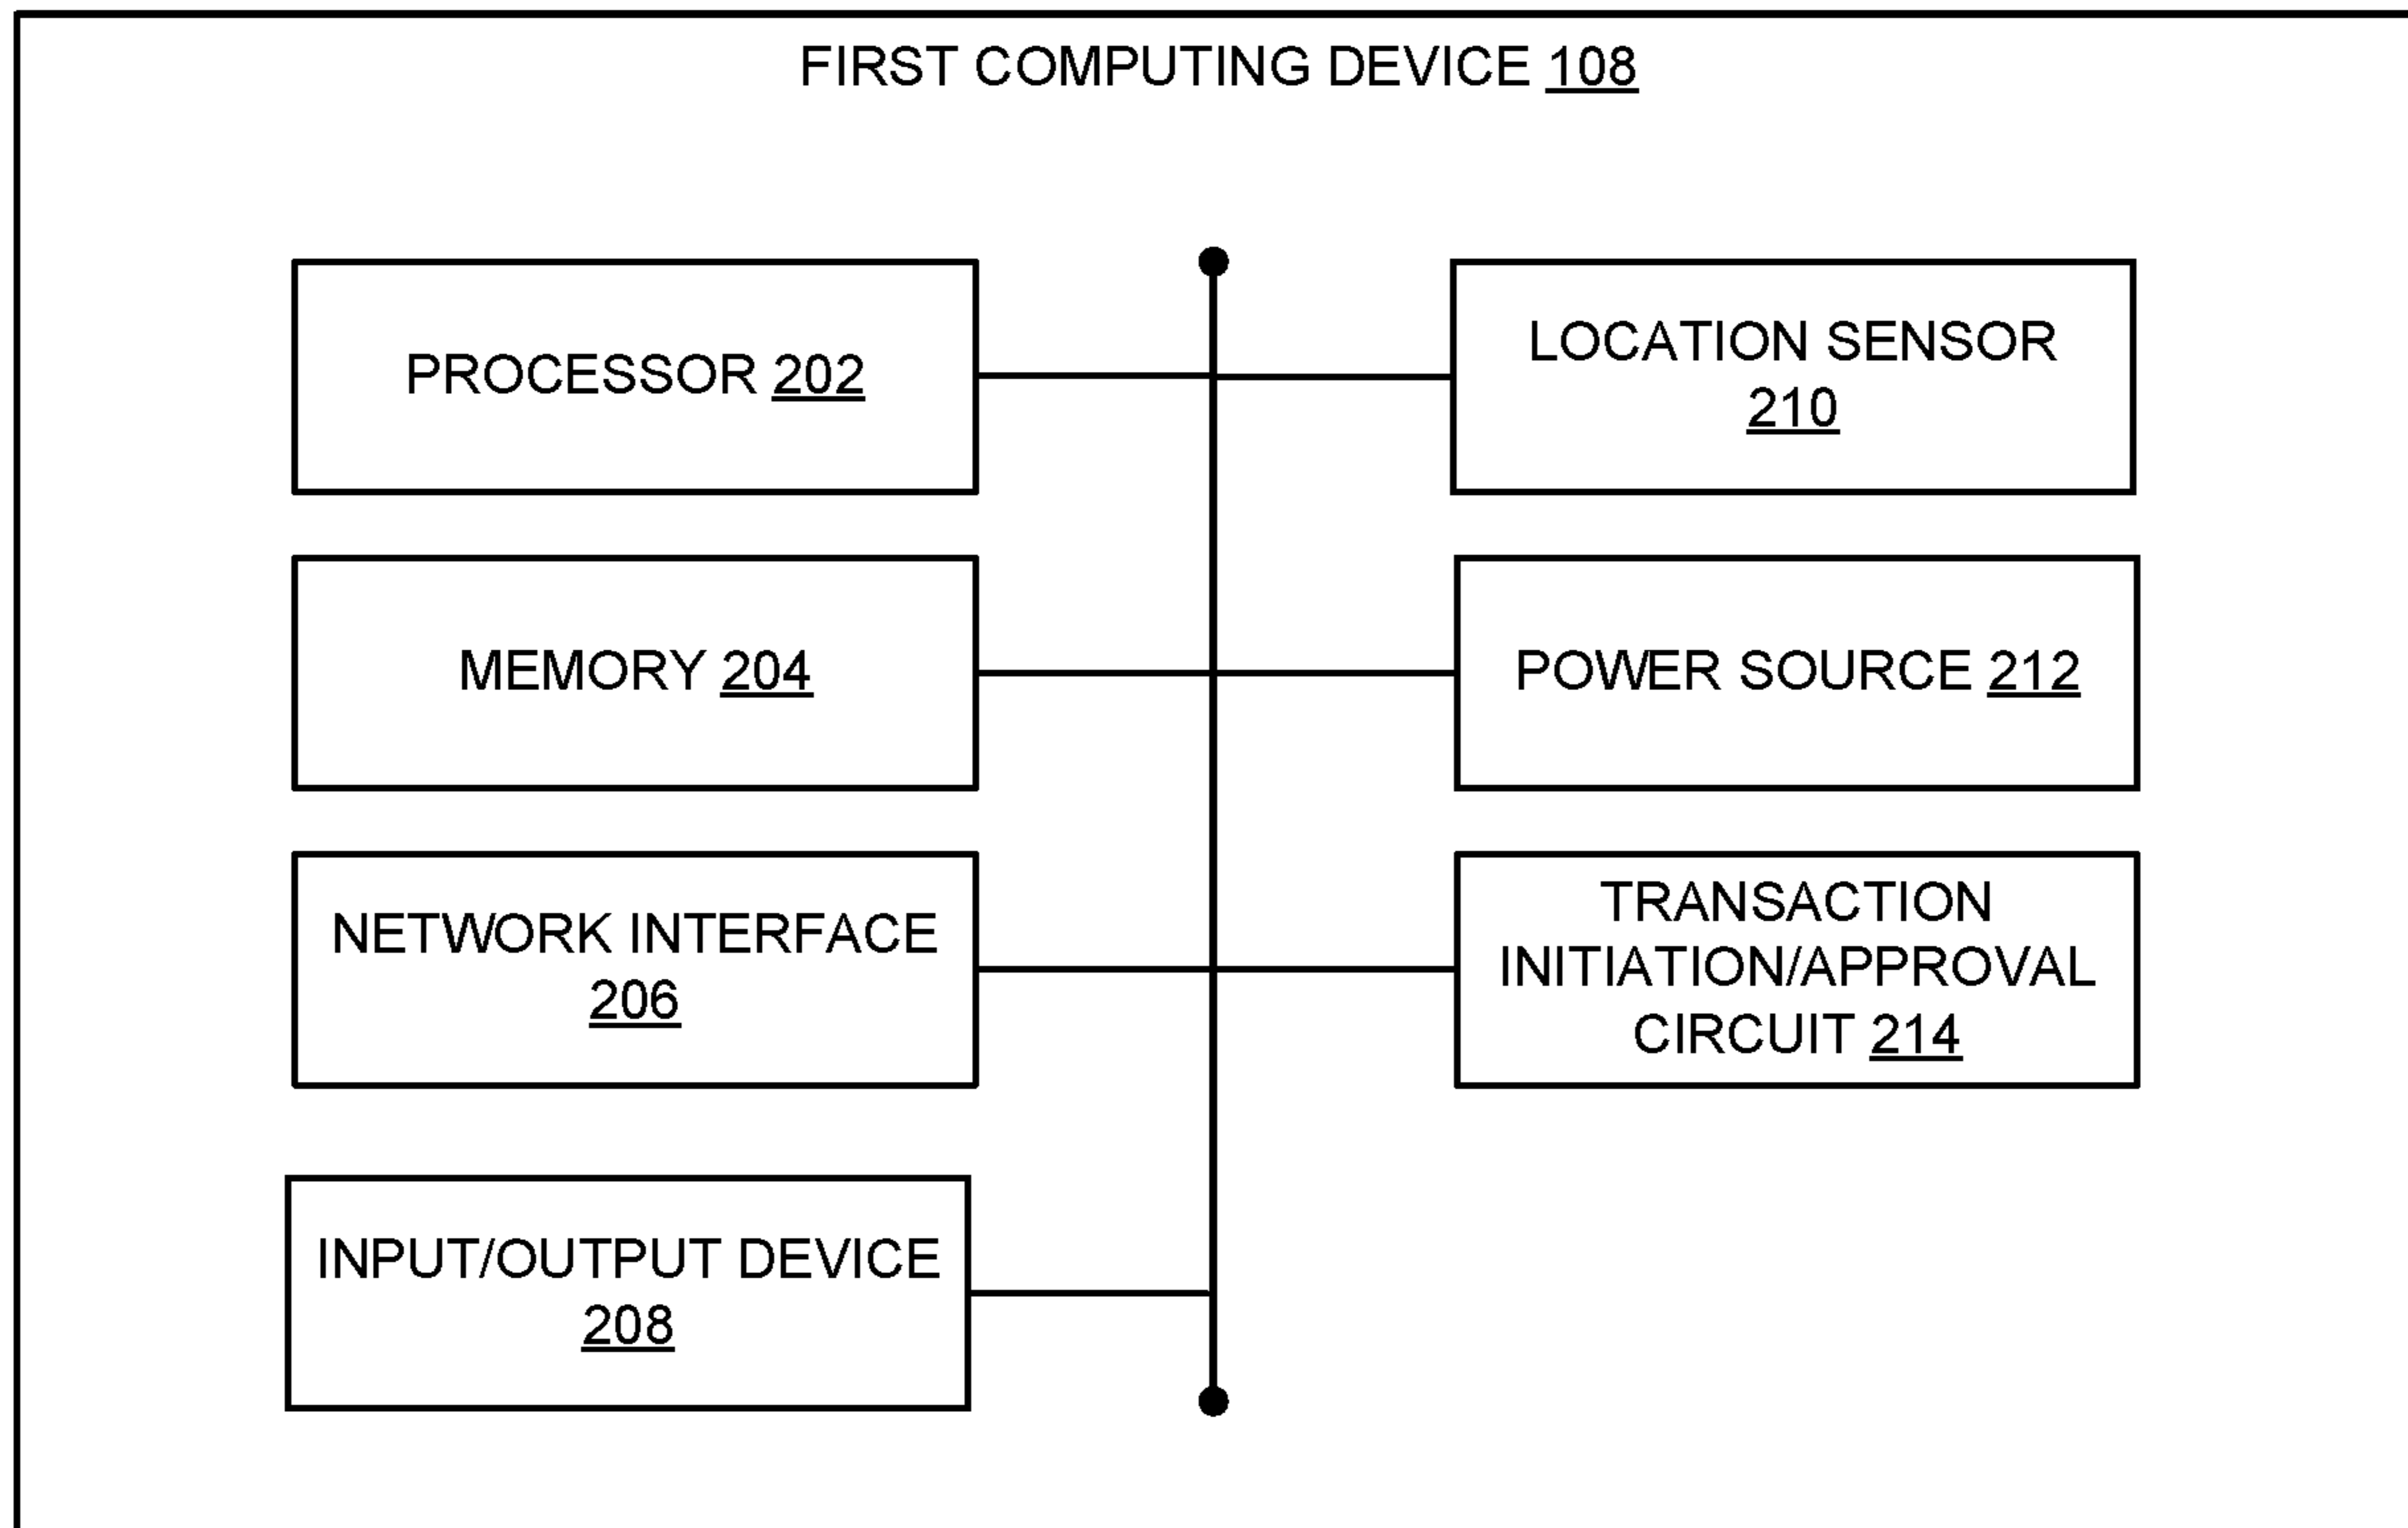 FIRST COMPUTING DEVICE 108
PROCESSOR 202
MEMORY 204
NETWORK INTERFACE
206
INPUT/OUTPUT DEVICE
208
LOCATION SENSOR
210
POWER SOURCE 212
TRANSACTION
INITIATION/APPROVAL
CIRCUIT 214